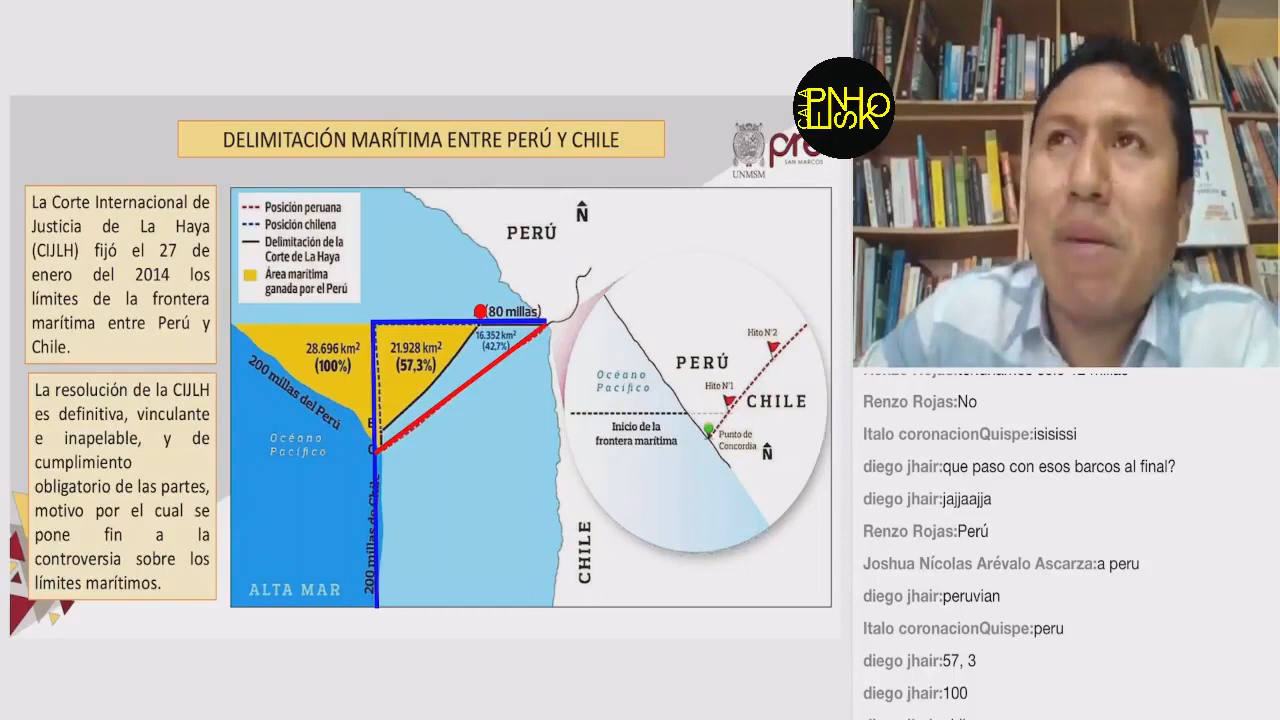 DELIMITACIÓN MARÍTIMA ENTRE PERÚ Y CHILE
UNMSM
pre
SAN MARCOS
La Corte Internacional de
Justicia de La Haya
(CIJLH) fijó el 27 de
enero del 2014 los
límites de la frontera
marítima entre Perú y
Chile.
La resolución de la CIJLH
es definitiva, vinculante
e inapelable, y de
cumplimiento
obligatorio de las partes,
motivo por el cual se
pone fin a la
controversia sobre los
límites marítimos.
Posición peruana
Posición chilena
Delimitación de la
Corte de La Haya
Área marítima
ganada por el Perú
PERÚ
N
(80 millas)
28.696 km²
(100%)
21.928 km²
(57,3%)
16.352 km²
(42,7%)
200 millas del Perú
Océano
Pacífico
200 millas de Chile
ALTA MAR
CHILE
Océano
Pacífico
PERÚ
Hito N°2
Hito N°1
CHILE
Inicio de la
frontera marítima
Punto de
Concordia
N
Renzo Rojas:No
Italo coronacionQuispe:isisissi
diego jhair:que paso con esos barcos al final?
diego jhair:jajjaajja
Renzo Rojas:Perú
Joshua Nícolas Arévalo Ascarza:a peru
diego jhair:peruvian
Italo coronacionQuispe:peru
diego jhair:57, 3
diego jhair:100